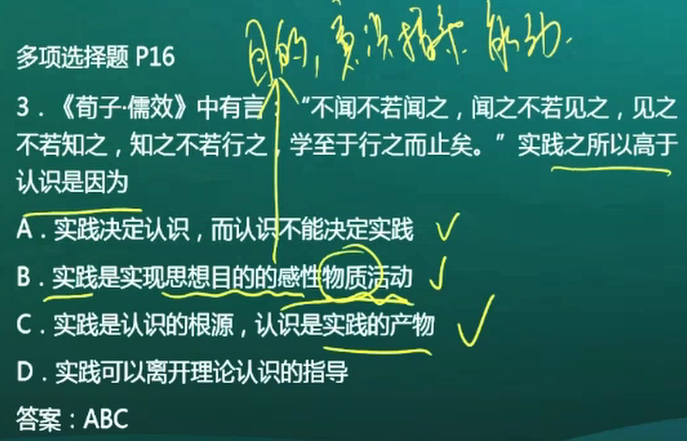 目的,意识指导.能动.
多项选择题 P16
3.《荀子·儒效》中有言:“不闻不若闻之,闻之不若见之,见之
不若知之,知之不若行之,学至于行之而止矣。”实践之所以高于
认识是因为
A.实践决定认识,而认识不能决定实践
B.实践是实现思想目的的感性物质活动
C.实践是认识的根源,认识是实践的产物
D.实践可以离开理论认识的指导
答案:ABC